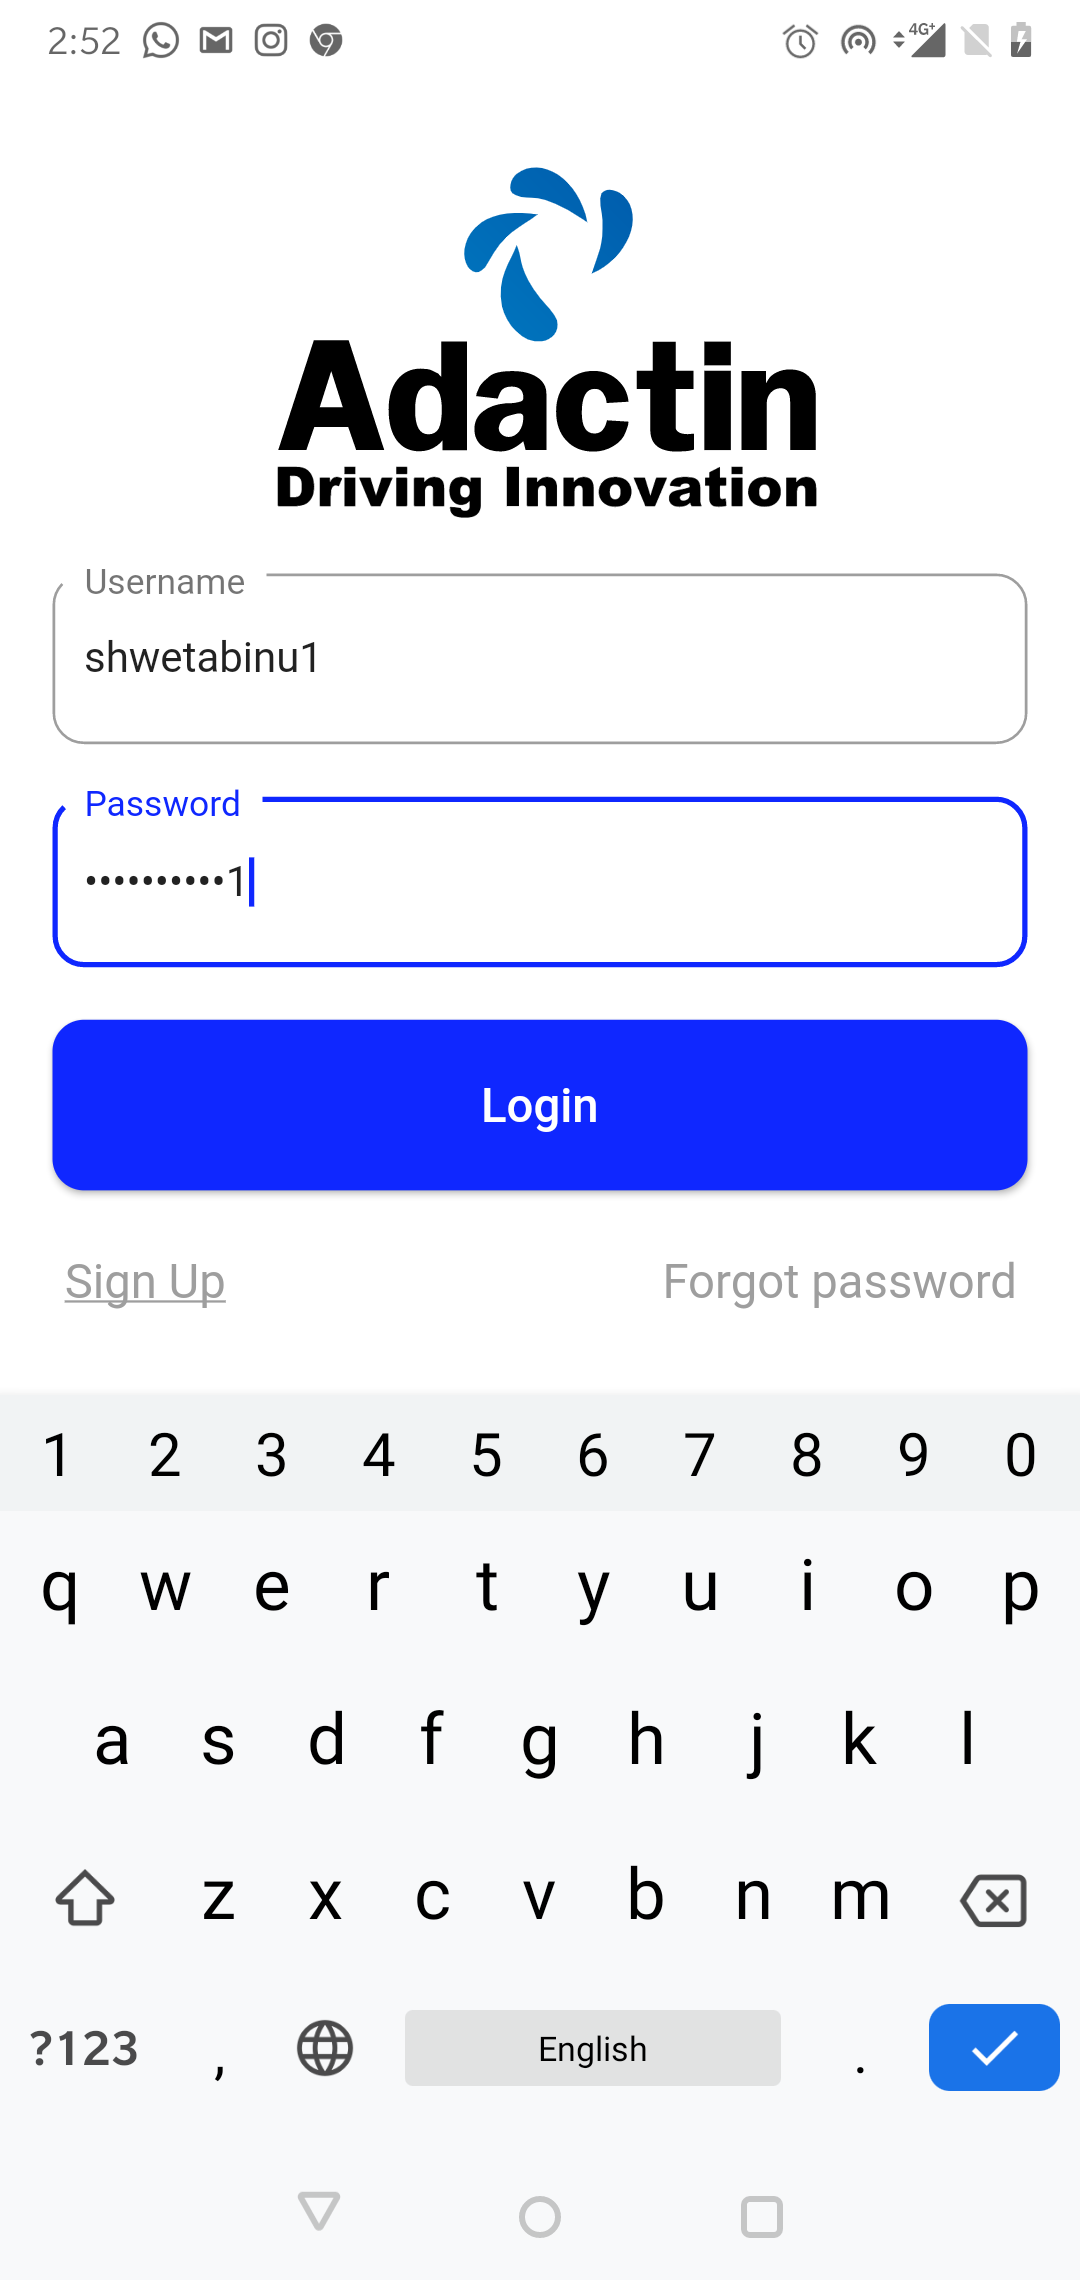 2:52 4G+
Adactin
Driving Innovation
Username
shwetabinu1
Password
••••••••••1
Login
Sign Up Forgot password
1 2 3 4 5 6 7 8 9 0
q w e r t y u i o p
a s d f g h j k l
z x c v b n m
?123 , English .